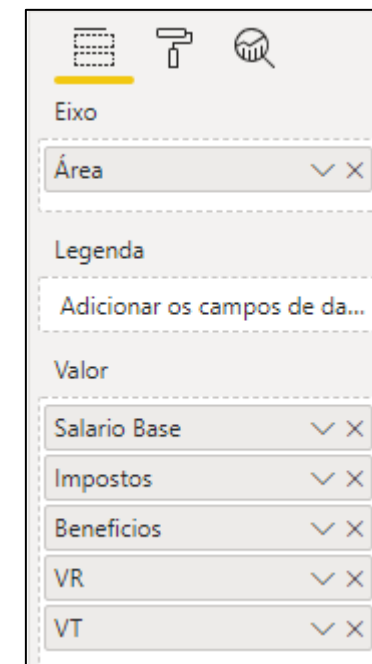 Eixo
Área
Legenda
Adicionar os campos de da...
Valor
Salario Base
Impostos
Beneficios
VR
VT